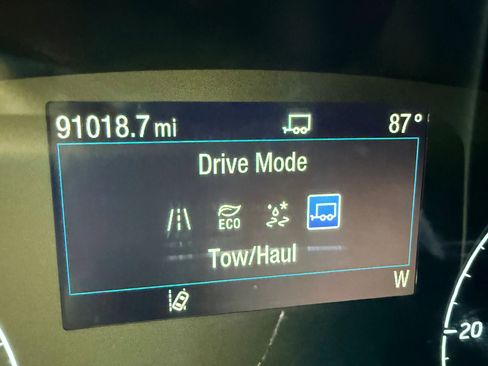 91018.7 mi 87°
Drive Mode
ECO
Tow/Haul
W
20